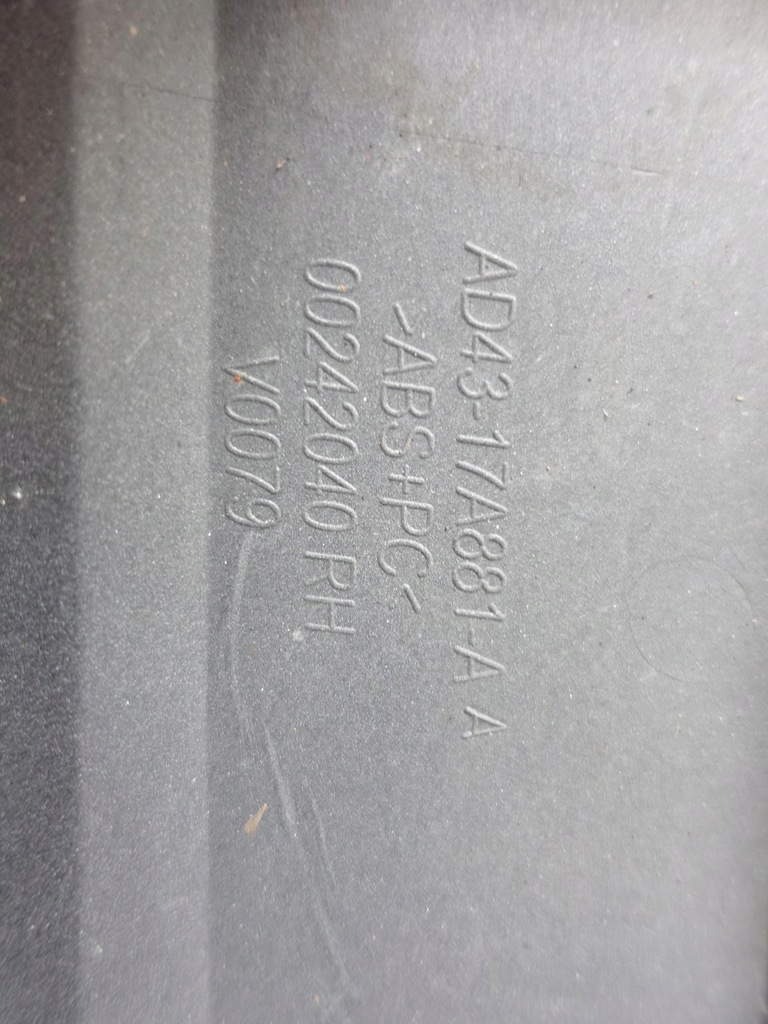 AD43-17A881-A A
>ABS+PC<
00242040 RH
V0079